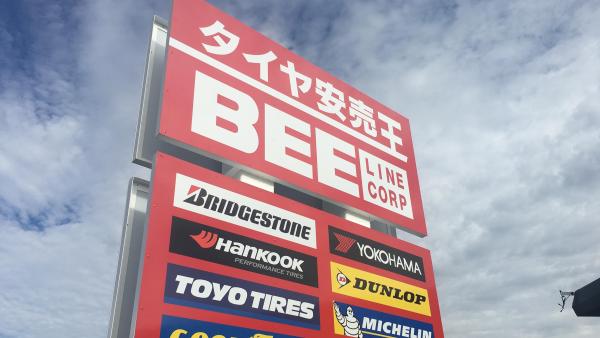 タイヤ安売王
BEE
LINE
CORP
BRIDGESTONE
HANKOOK
PERFORMANCE TIRES
YOKOHAMA
TOYO TIRES
DUNLOP
MICHELIN